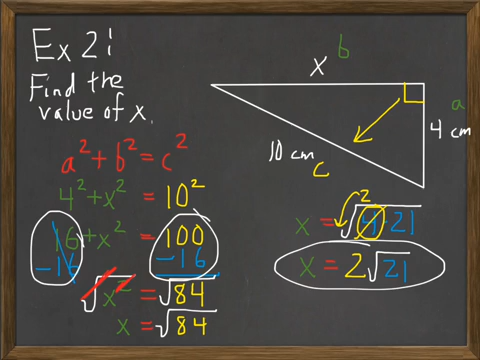 Ex 2:
Find the
value of x.
a² + b² = c²
4² + x² = 10²
16 + x² = 100
-16 -16
√x² = √84
x = √84
x b
a
4 cm
10 cm
c
2
x = √4·21
x = 2√21